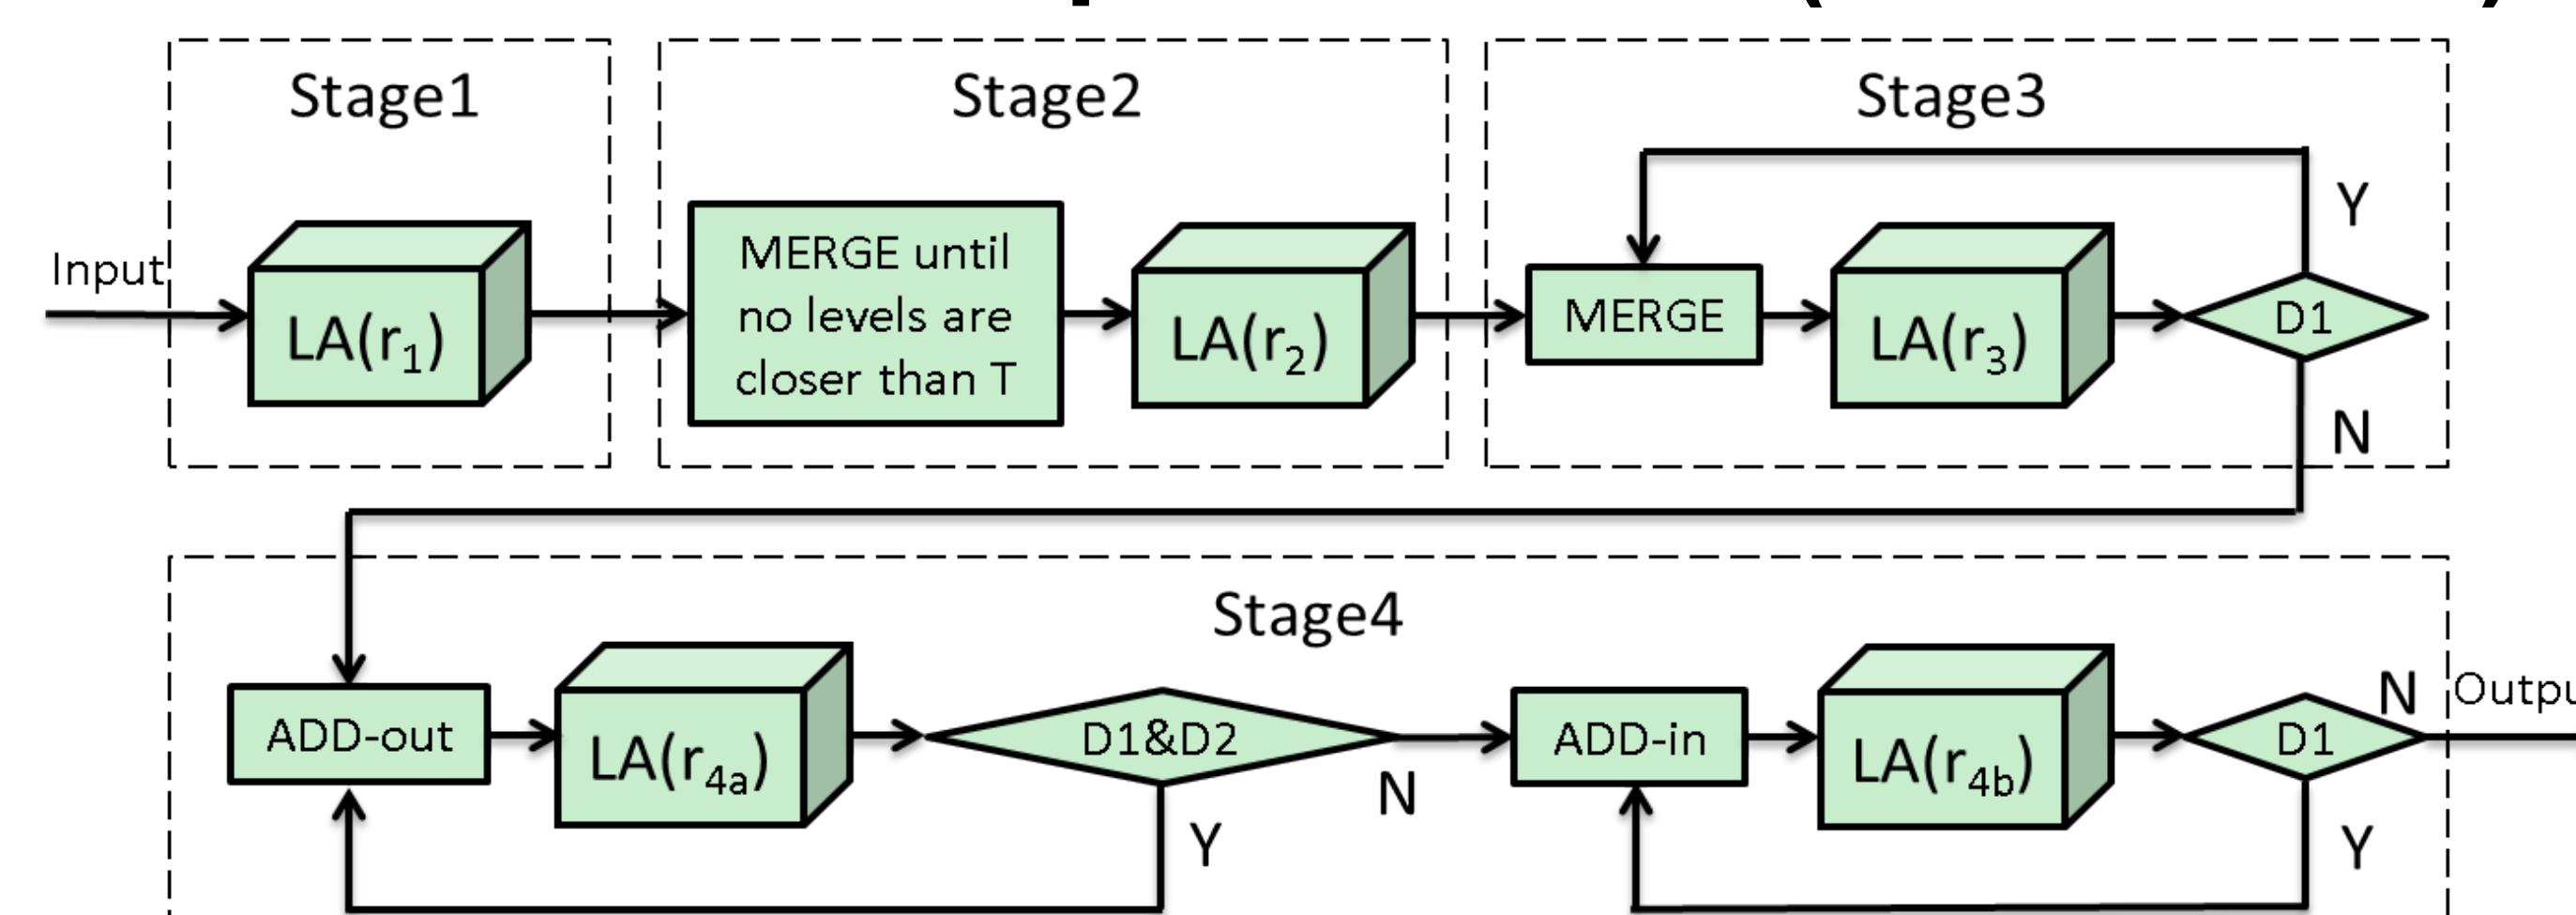 Stage1
Stage2
Stage3
Y
Input
LA(r₁)
MERGE until
no levels are
closer than T
LA(r₂)
MERGE
LA(r₃)
D1
N
Stage4
ADD-out
LA(r₄ₐ)
D1&D2
N
Y
ADD-in
LA(r4b)
D1
N
Y